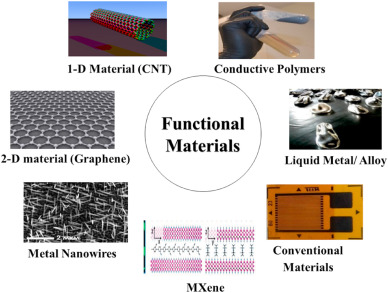 1-D Material (CNT)
Conductive Polymers
Functional
Materials
2-D material (Graphene)
Liquid Metal/ Alloy
Metal Nanowires
Conventional
Materials
MXene